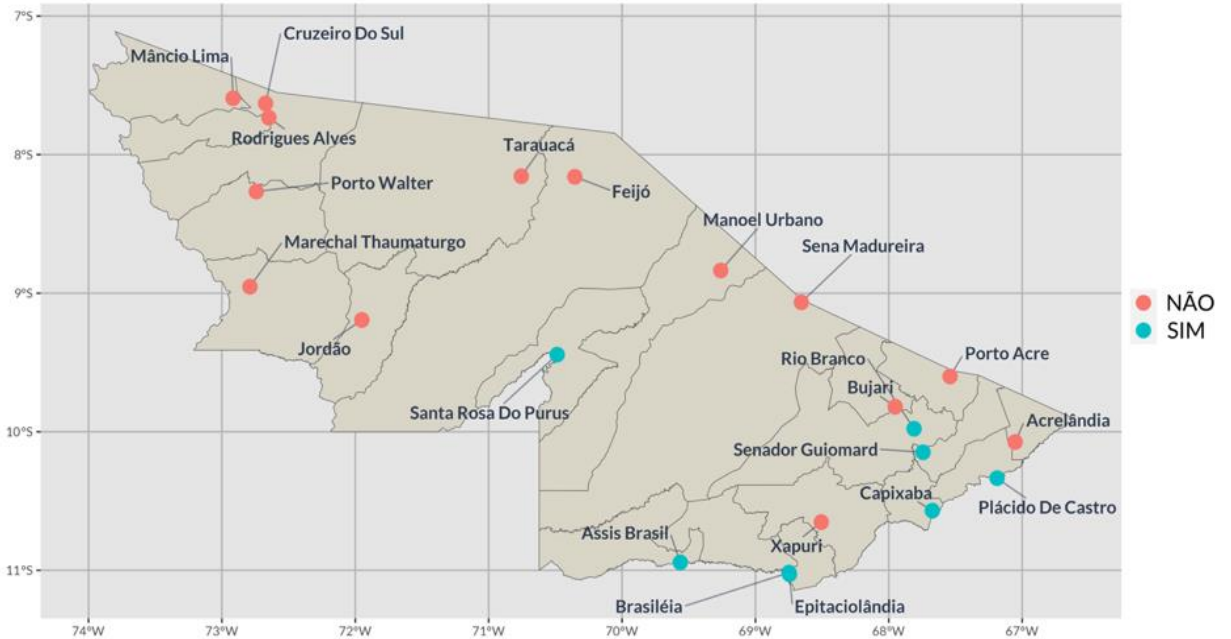 7°S
Cruzeiro Do Sul
Mâncio Lima
Rodrigues Alves
8°S
Tarauacá
Porto Walter
Feijó
Manoel Urbano
Marechal Thaumaturgo
Sena Madureira
9°S
NÃO
SIM
Jordão
Porto Acre
Rio Branco
Bujari
Santa Rosa Do Purus
Acrelândia
10°S
Senador Guiomard
Capixaba
Plácido De Castro
Assis Brasil
Xapuri
11°S
Brasiléia
Epitaciolândia
74°W 73°W 72°W 71°W 70°W 69°W 68°W 67°W